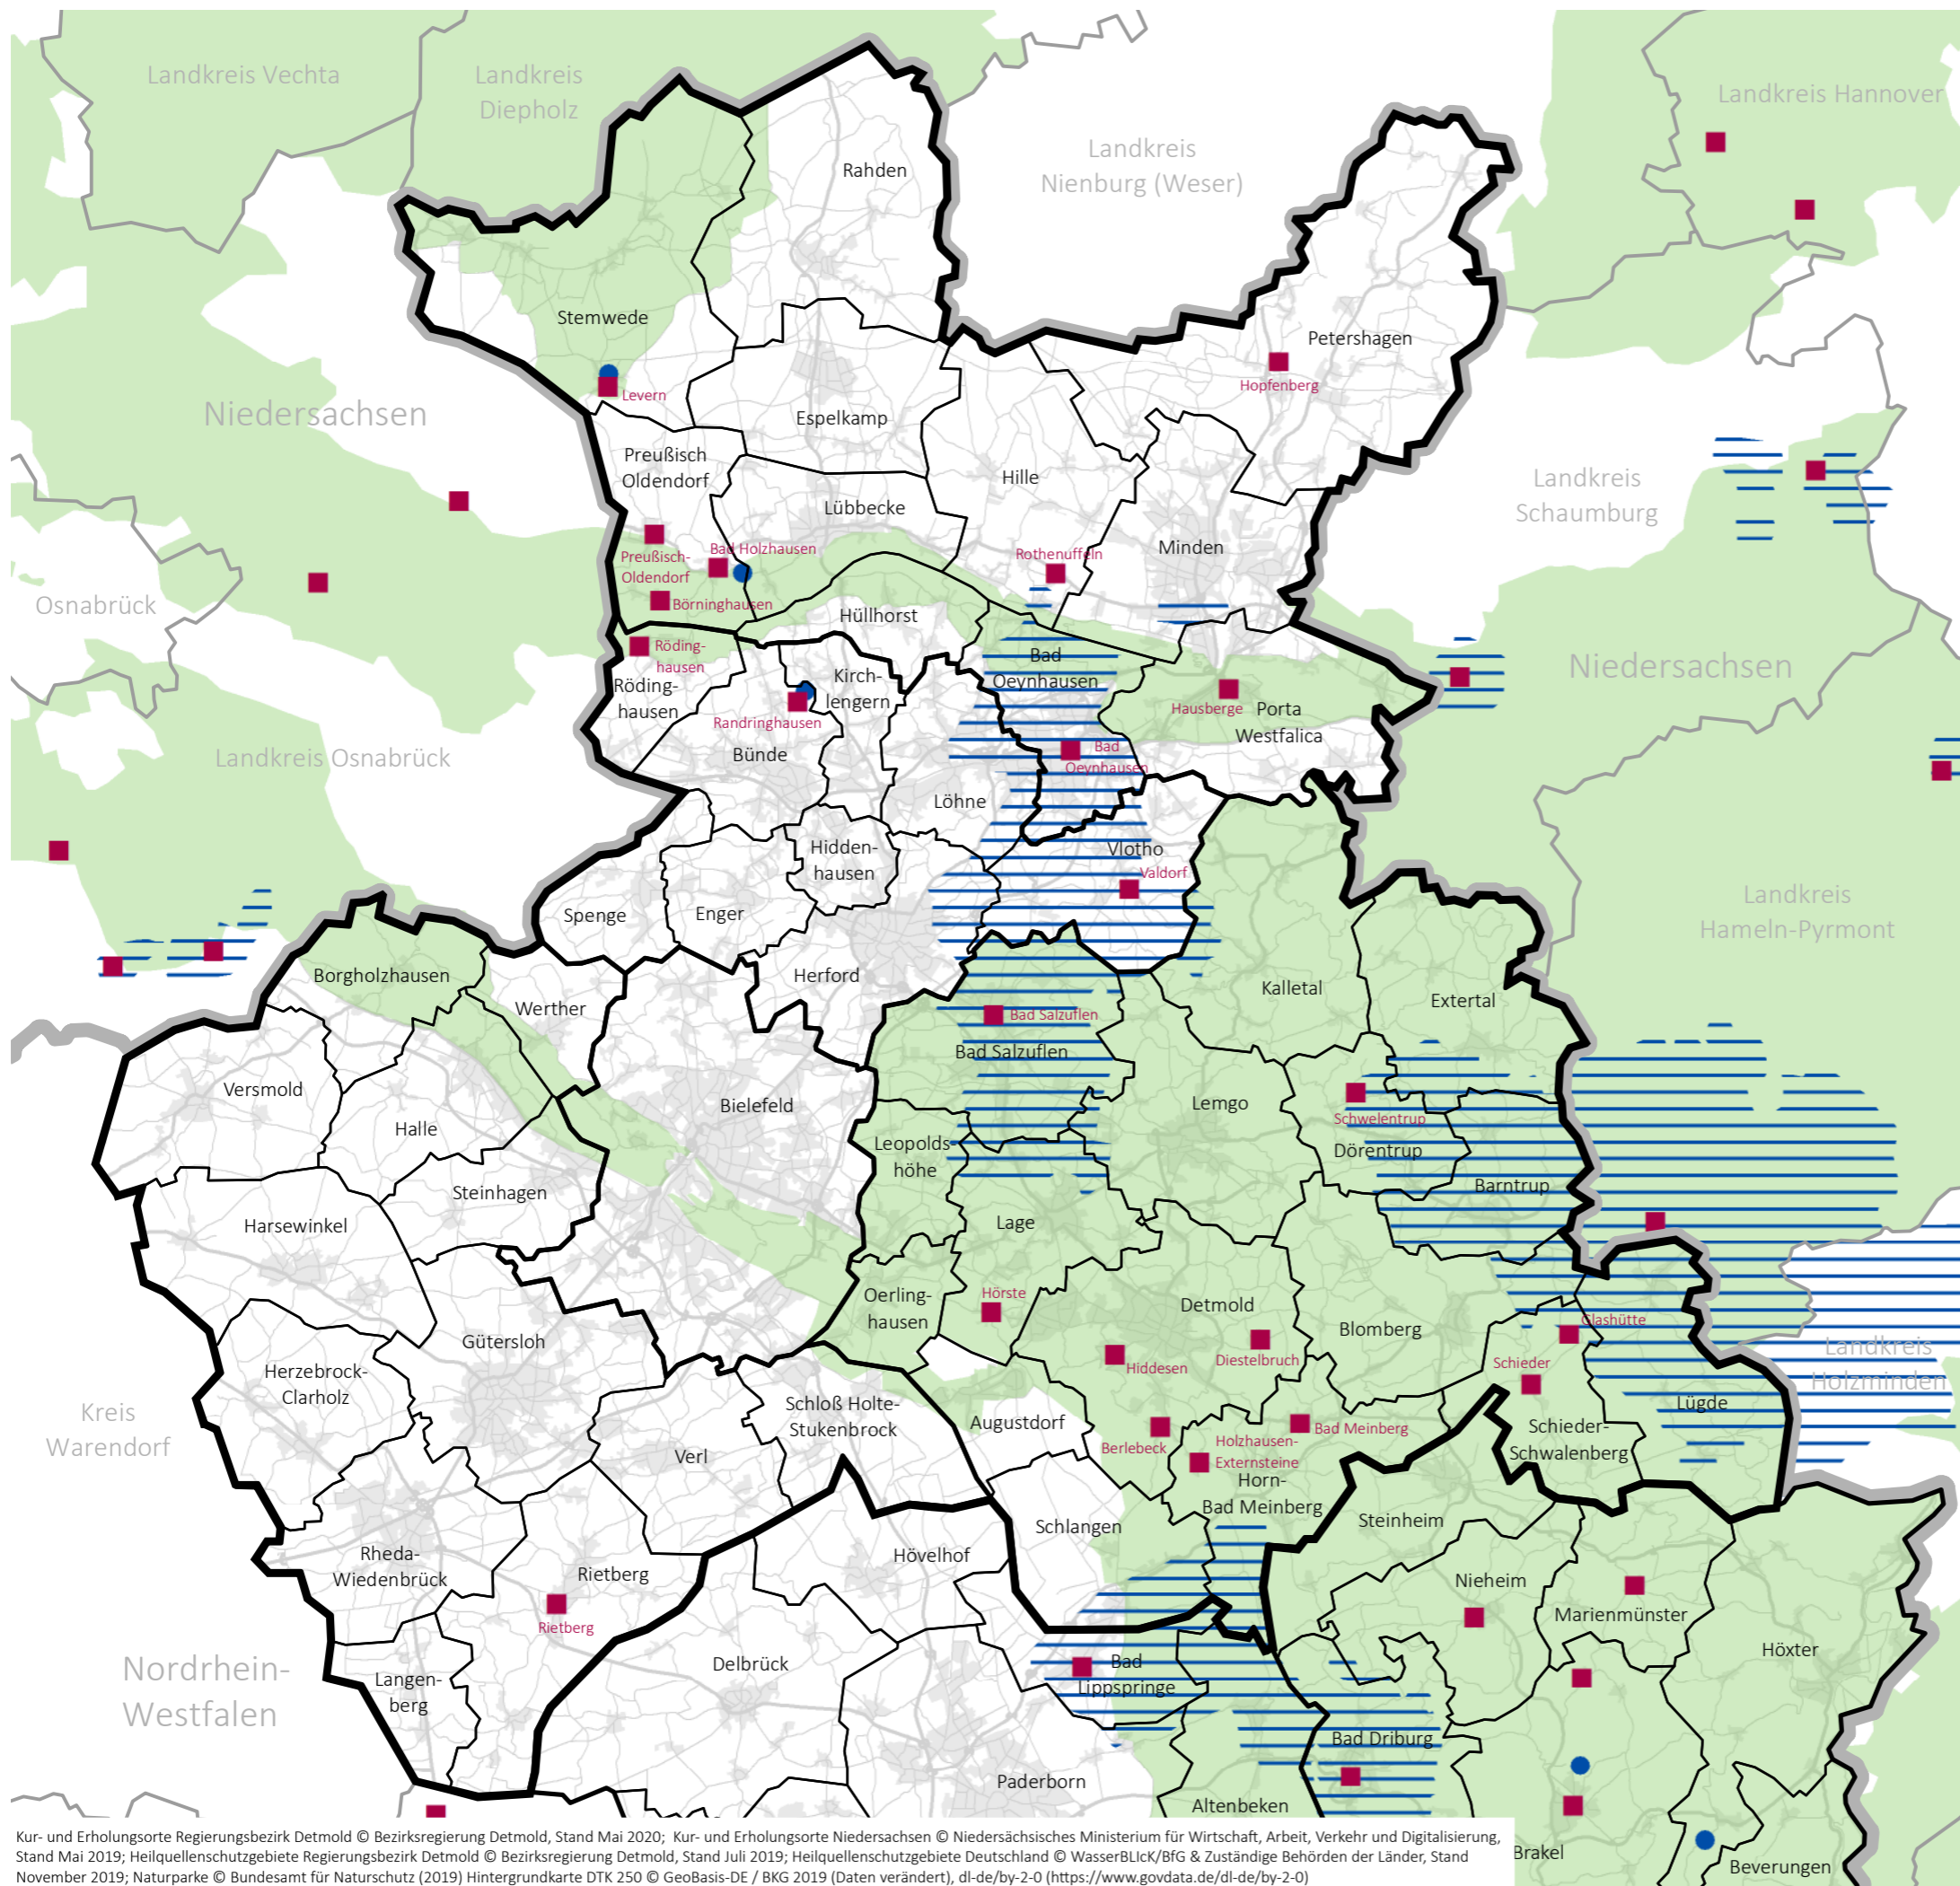 Landkreis Vechta
Landkreis
Diepholz
Landkreis Hannover
Landkreis
Nienburg (Weser)
Rahden
Stemwede
Petershagen
Hopfenberg
Levern
Niedersachsen
Espelkamp
Preußisch
Oldendorf
Hille
Landkreis
Schaumburg
Lübbecke
Minden
Bad Holzhausen
Preußisch-
Oldendorf
Rothenuffeln
Börninghausen
Osnabrück
Hüllhorst
Röding-
hausen
Bad
Oeynhausen
Niedersachsen
Röding-
hausen
Kirch-
lengern
Hausberge
Porta
Westfalica
Randringhausen
Bünde
Bad
Oeynhausen
Landkreis Osnabrück
Löhne
Hidden-
hausen
Vlotho
Valdorf
Spenge
Enger
Landkreis
Hameln-Pyrmont
Borgholzhausen
Herford
Werther
Kalletal
Extertal
Bad Salzuflen
Bad Salzuflen
Versmold
Halle
Bielefeld
Lemgo
Schwelentrup
Dörentrup
Leopolds-
höhe
Steinhagen
Barntrup
Harsewinkel
Lage
Oerling-
hausen
Hörste
Detmold
Blomberg
Glashütte
Gütersloh
Hiddesen
Diestelbruch
Schieder
Landkreis
Holzminden
Herzebrock-
Clarholz
Schloß Holte-
Stukenbrock
Augustdorf
Lügde
Kreis
Warendorf
Verl
Berlebeck
Holzhausen-
Externsteine
Bad Meinberg
Schieder-
Schwalenberg
Horn-
Bad Meinberg
Schlangen
Steinheim
Hövelhof
Rheda-
Wiedenbrück
Rietberg
Nieheim
Marienmünster
Rietberg
Höxter
Nordrhein-
Westfalen
Langen-
berg
Delbrück
Bad
Lippspringe
Bad Driburg
Paderborn
Altenbeken
Brakel
Beverungen
Kur- und Erholungsorte Regierungsbezirk Detmold © Bezirksregierung Detmold, Stand Mai 2020; Kur- und Erholungsorte Niedersachsen © Niedersächsisches Ministerium für Wirtschaft, Arbeit, Verkehr und Digitalisierung,
Stand Mai 2019; Heilquellenschutzgebiete Regierungsbezirk Detmold © Bezirksregierung Detmold, Stand Juli 2019; Heilquellenschutzgebiete Deutschland © WasserBLIcK/BfG & Zuständige Behörden der Länder, Stand
November 2019; Naturparke © Bundesamt für Naturschutz (2019) Hintergrundkarte DTK 250 © GeoBasis-DE / BKG 2019 (Daten verändert), dl-de/by-2-0 (https://www.govdata.de/dl-de/by-2-0)